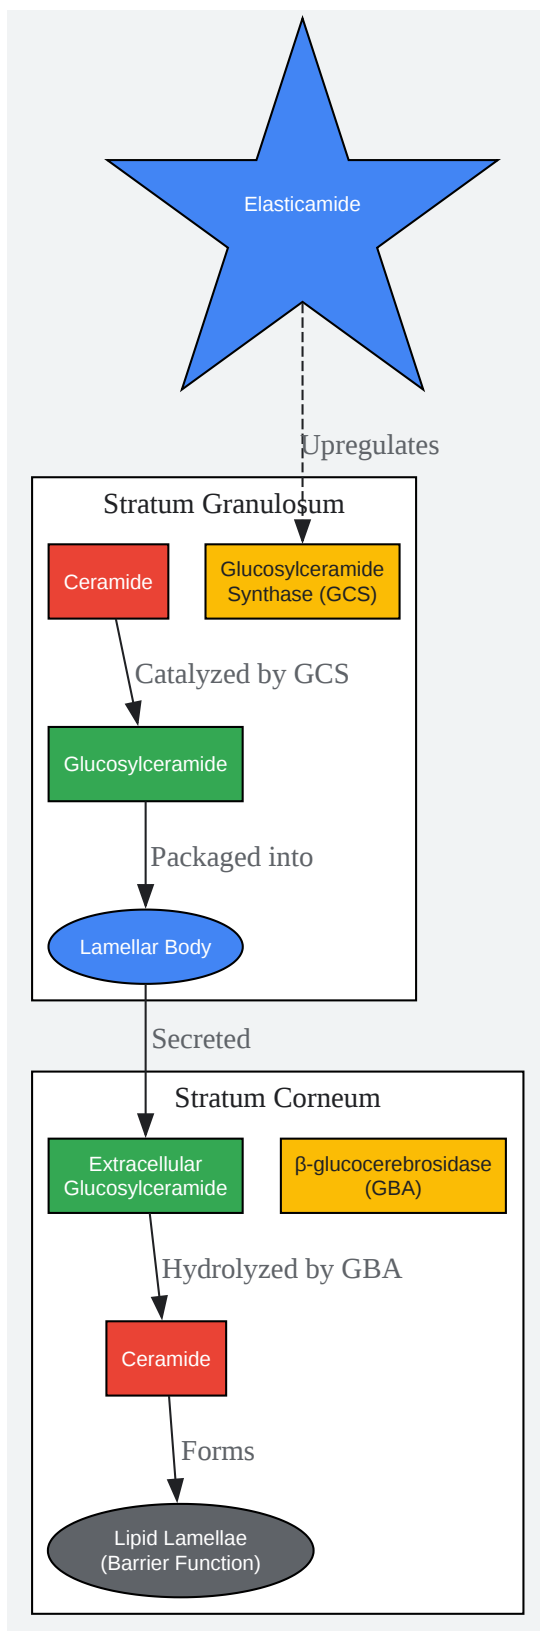 Elasticamide
Upregulates
Stratum Granulosum
Ceramide
Glucosylceramide
Synthase (GCS)
Catalyzed by GCS
Glucosylceramide
Packaged into
Lamellar Body
Secreted
Stratum Corneum
Extracellular
Glucosylceramide
β-glucocerebrosidase
(GBA)
Hydrolyzed by GBA
Ceramide
Forms
Lipid Lamellae
(Barrier Function)